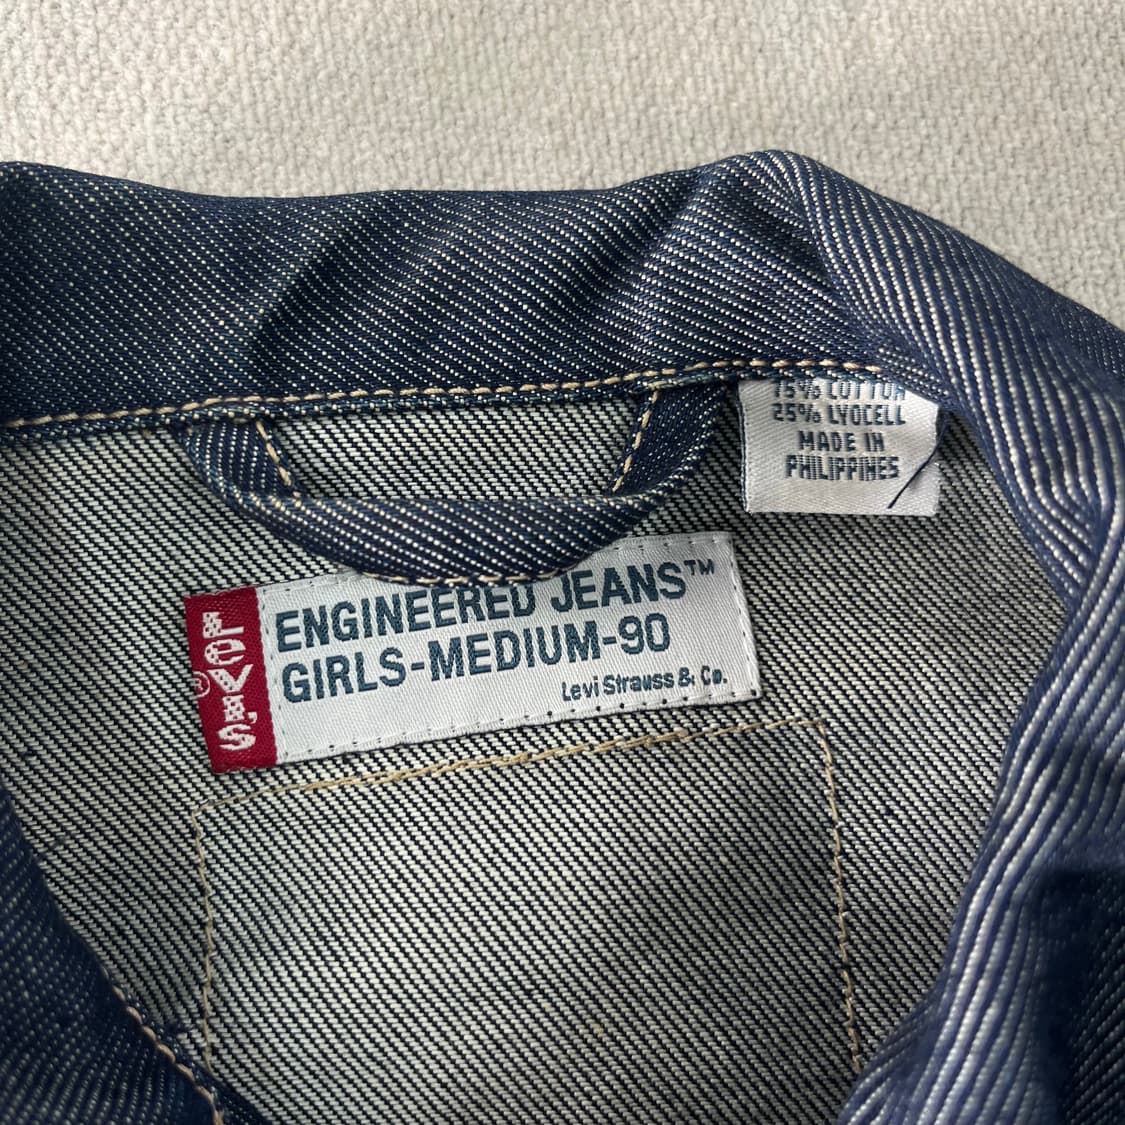 75% COTTON
25% LYOCELL
MADE IN
PHILIPPINES
ENGINEERED JEANS™
GIRLS-MEDIUM-90
Levi Strauss & Co.
LEVI'S®